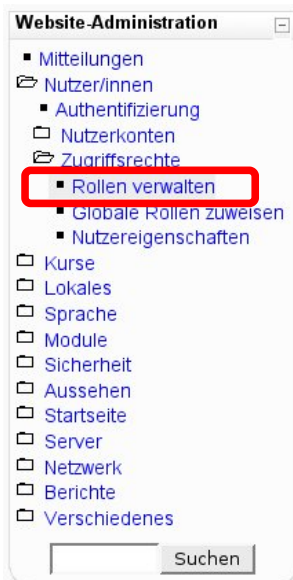 Website-Administration
Mitteilungen
Nutzer/innen
Authentifizierung
Nutzerkonten
Zugriffsrechte
Rollen verwalten
Globale Rollen zuweisen
Nutzereigenschaften
Kurse
Lokales
Sprache
Module
Sicherheit
Aussehen
Startseite
Server
Netzwerk
Berichte
Verschiedenes
Suchen